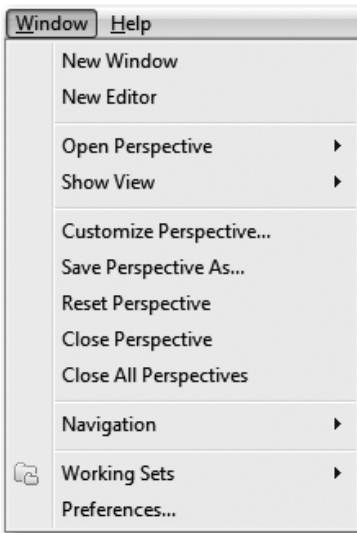 Window Help
New Window
New Editor
Open Perspective
Show View
Customize Perspective...
Save Perspective As...
Reset Perspective
Close Perspective
Close All Perspectives
Navigation
Working Sets
Preferences...